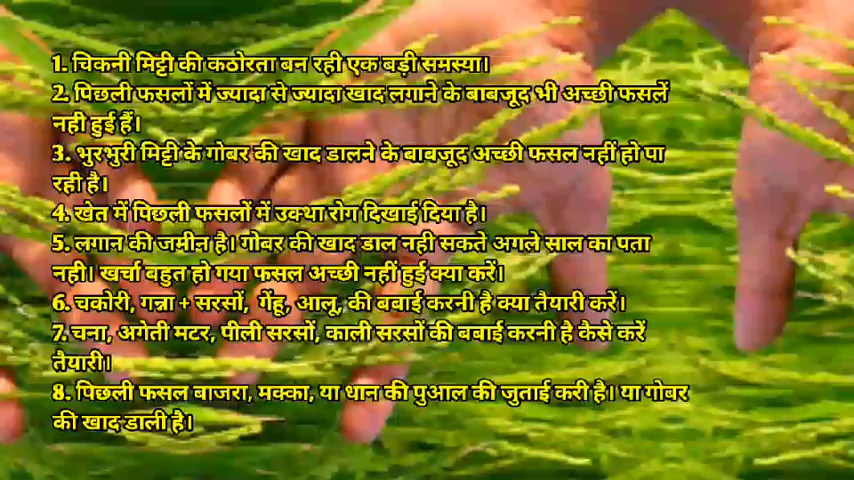 1. चिकनी मिट्टी की कठोरता बन रही एक बड़ी समस्या।
2. पिछली फसलों में ज्यादा से ज्यादा खाद लगाने के बाबजूद भी अच्छी फसलें
नही हुई हैं।
3. भुरभुरी मिट्टी के गोबर की खाद डालने के बाबजूद अच्छी फसल नहीं हो पा
रही है।
4. खेत में पिछली फसलों में उक्था रोग दिखाई दिया है।
5. लगान की जमीन है। गोबर की खाद डाल नही सकते अगले साल का पता
नही। खर्चा बहुत हो गया फसल अच्छी नहीं हुई क्या करें।
6. चकोरी, गन्ना + सरसों, गेंहू, आलू, की बबाई करनी है क्या तैयारी करें।
7. चना, अगेती मटर, पीली सरसों, काली सरसों की बबाई करनी है कैसे करें
तैयारी।
8. पिछली फसल बाजरा, मक्का, या धान की पुआल की जुताई करी है। या गोबर
की खाद डाली है।